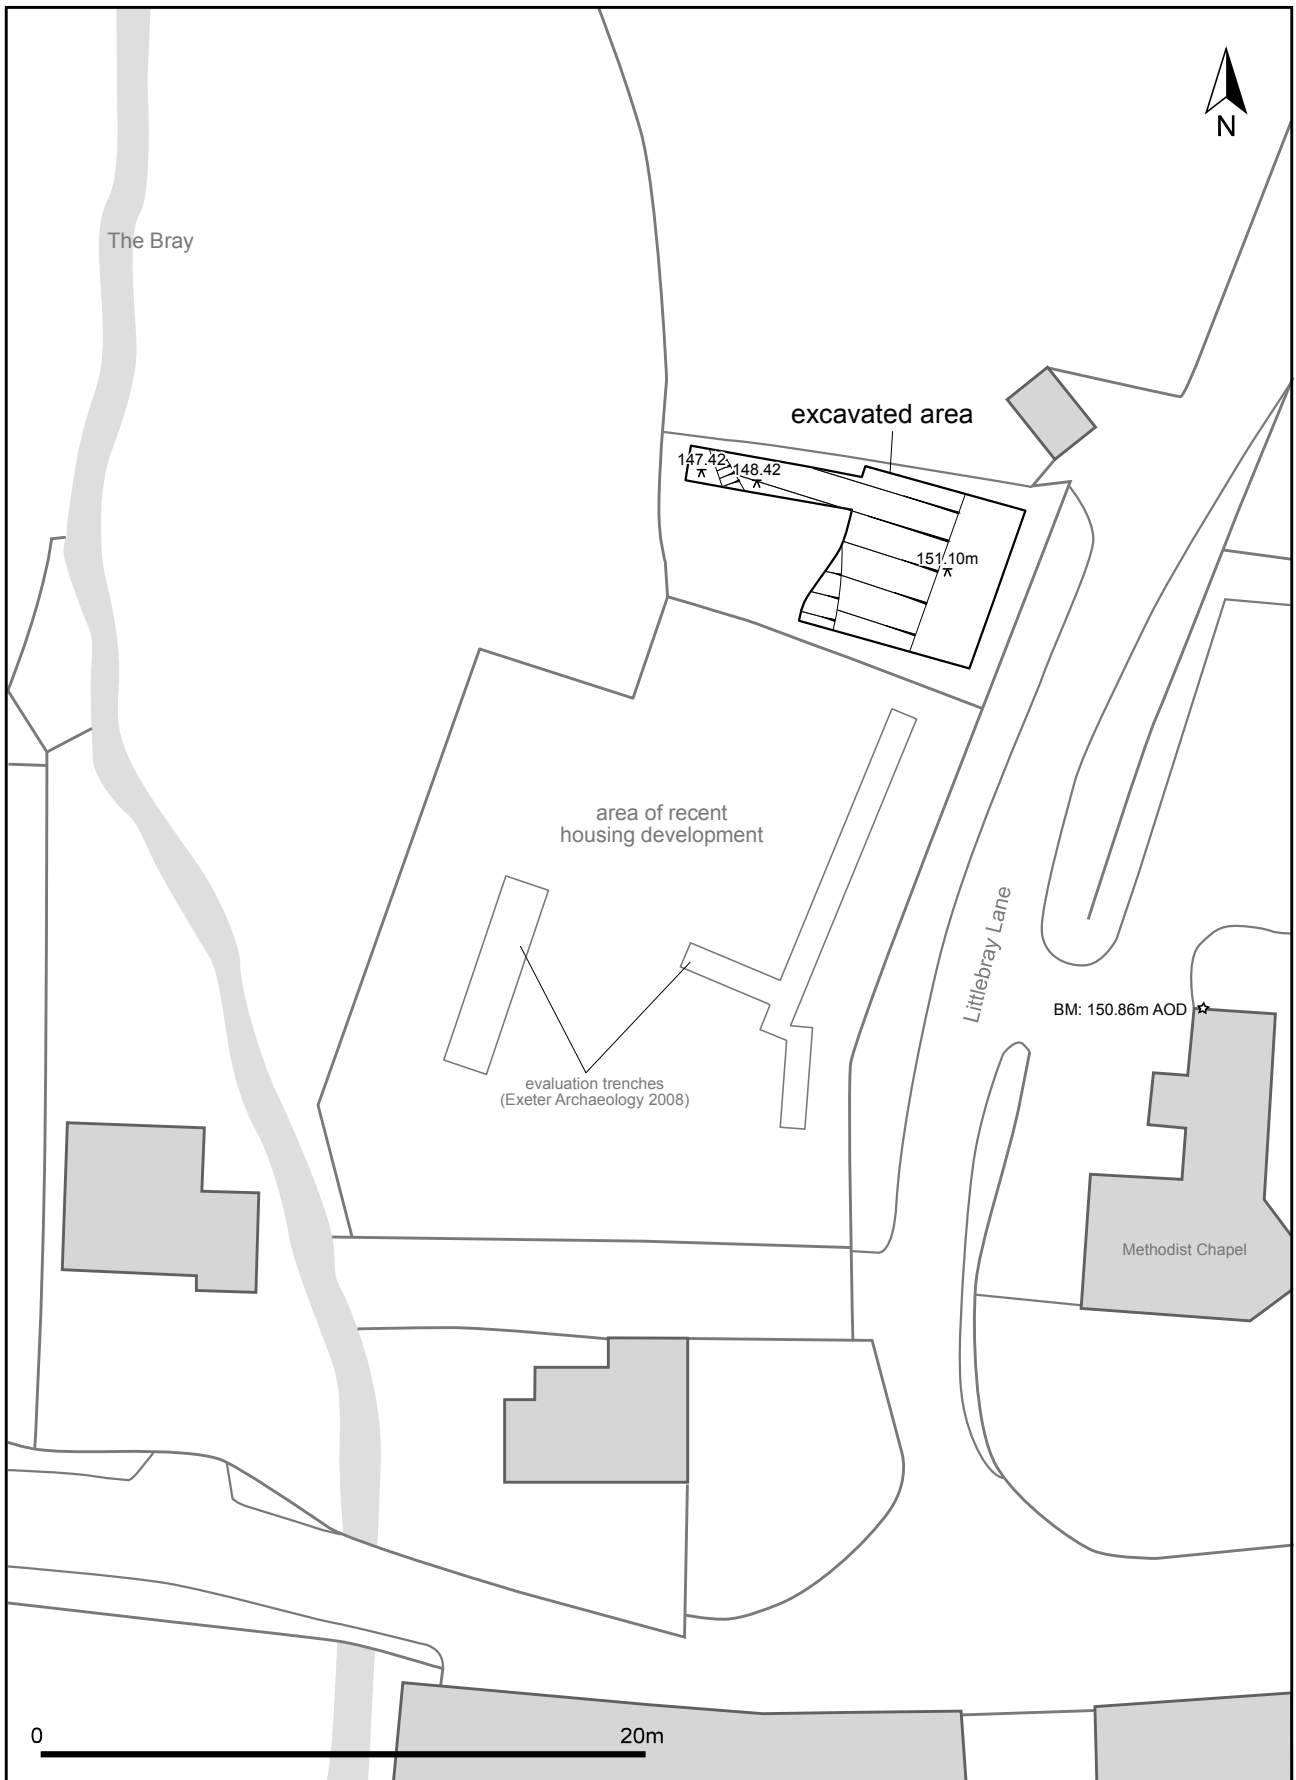 N
The Bray
excavated area
147.42
148.42
151.10m
area of recent
housing development
Littlebray Lane
BM: 150.86m AOD
evaluation trenches
(Exeter Archaeology 2008)
Methodist Chapel
0
20m